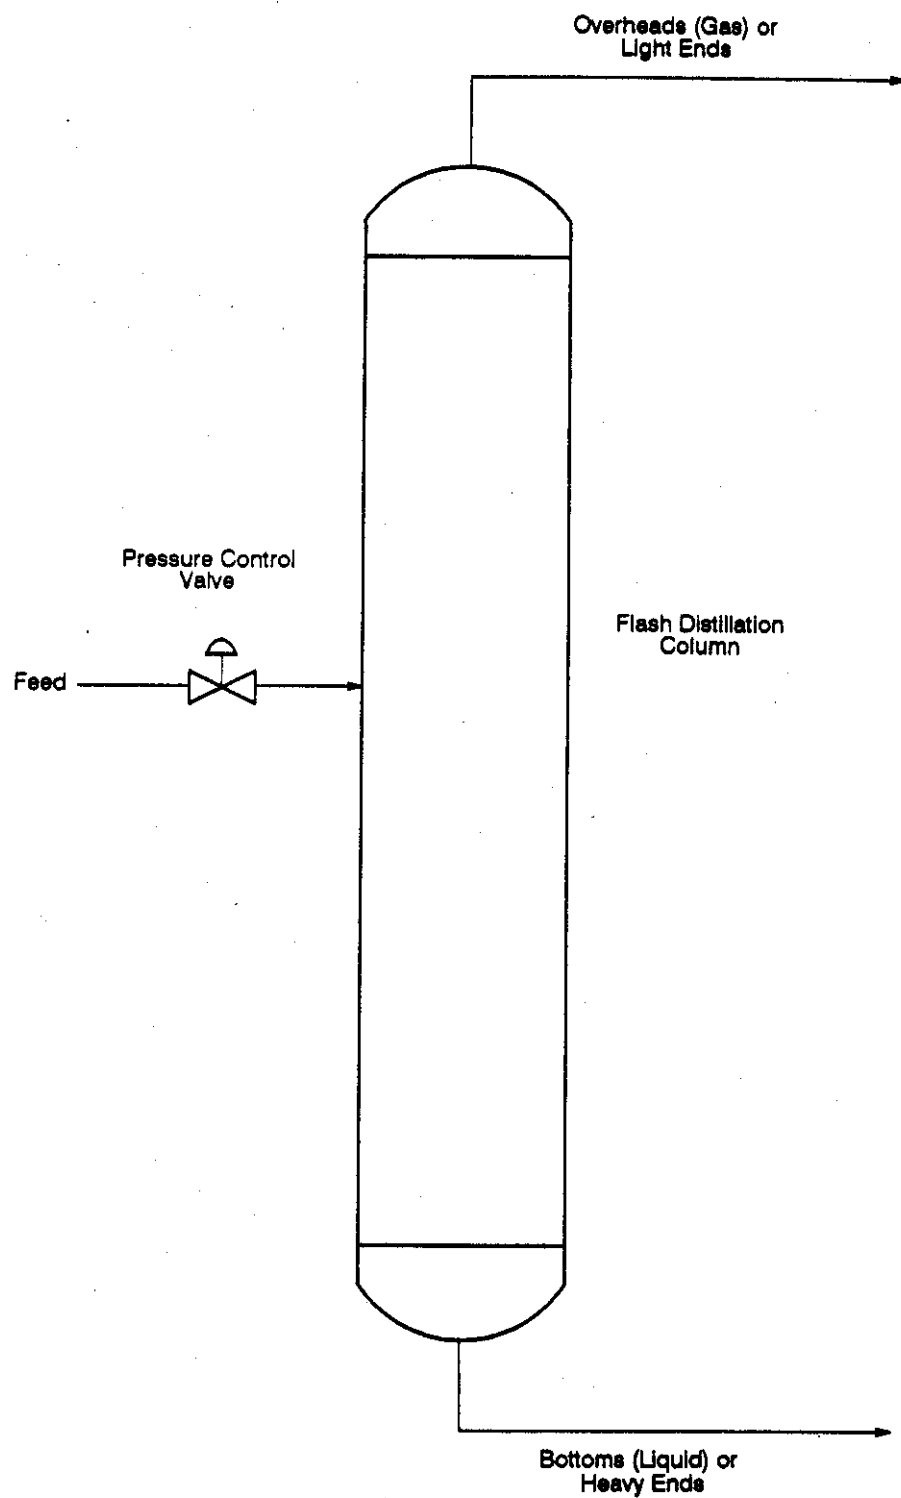 Overheads (Gas) or
Light Ends
Pressure Control
Valve
Flash Distillation
Column
Feed
Bottoms (Liquid) or
Heavy Ends